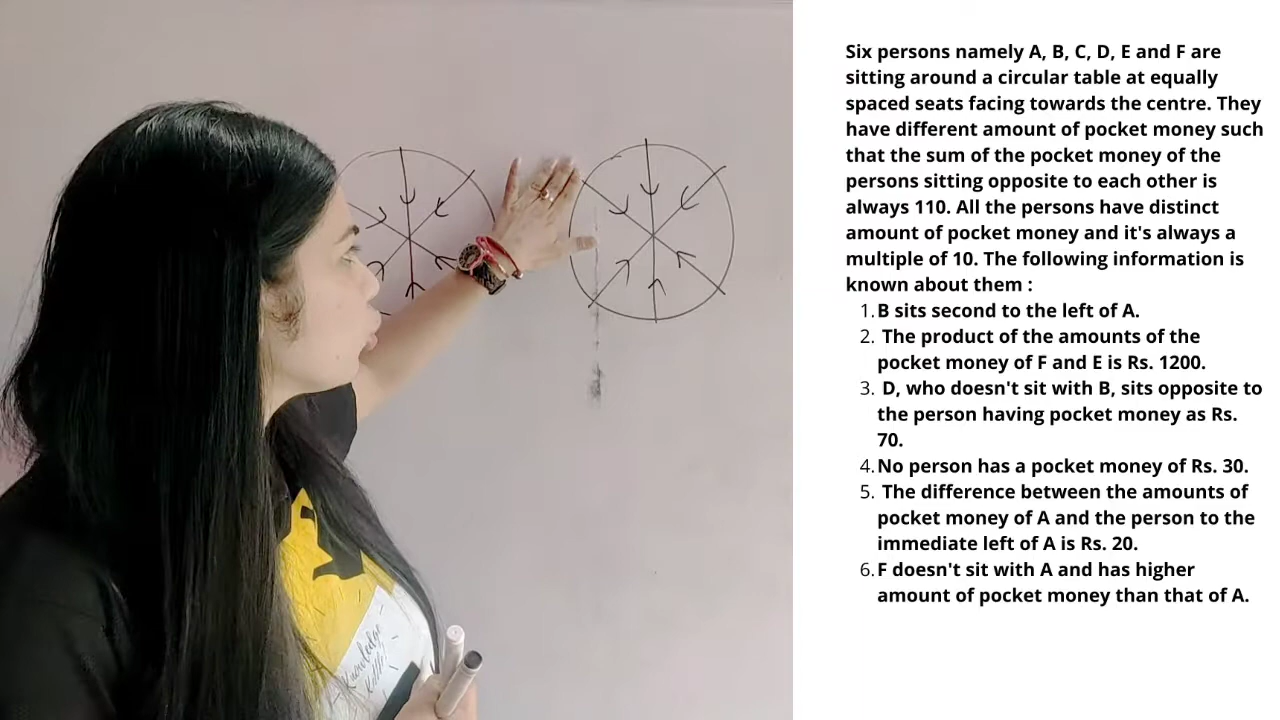 Six persons namely A, B, C, D, E and F are
sitting around a circular table at equally
spaced seats facing towards the centre. They
have different amount of pocket money such
that the sum of the pocket money of the
persons sitting opposite to each other is
always 110. All the persons have distinct
amount of pocket money and it's always a
multiple of 10. The following information is
known about them :
1. B sits second to the left of A.
2. The product of the amounts of the
pocket money of F and E is Rs. 1200.
3. D, who doesn't sit with B, sits opposite to
the person having pocket money as Rs.
70.
4. No person has a pocket money of Rs. 30.
5. The difference between the amounts of
pocket money of A and the person to the
immediate left of A is Rs. 20.
6. F doesn't sit with A and has higher
amount of pocket money than that of A.
Knowledge